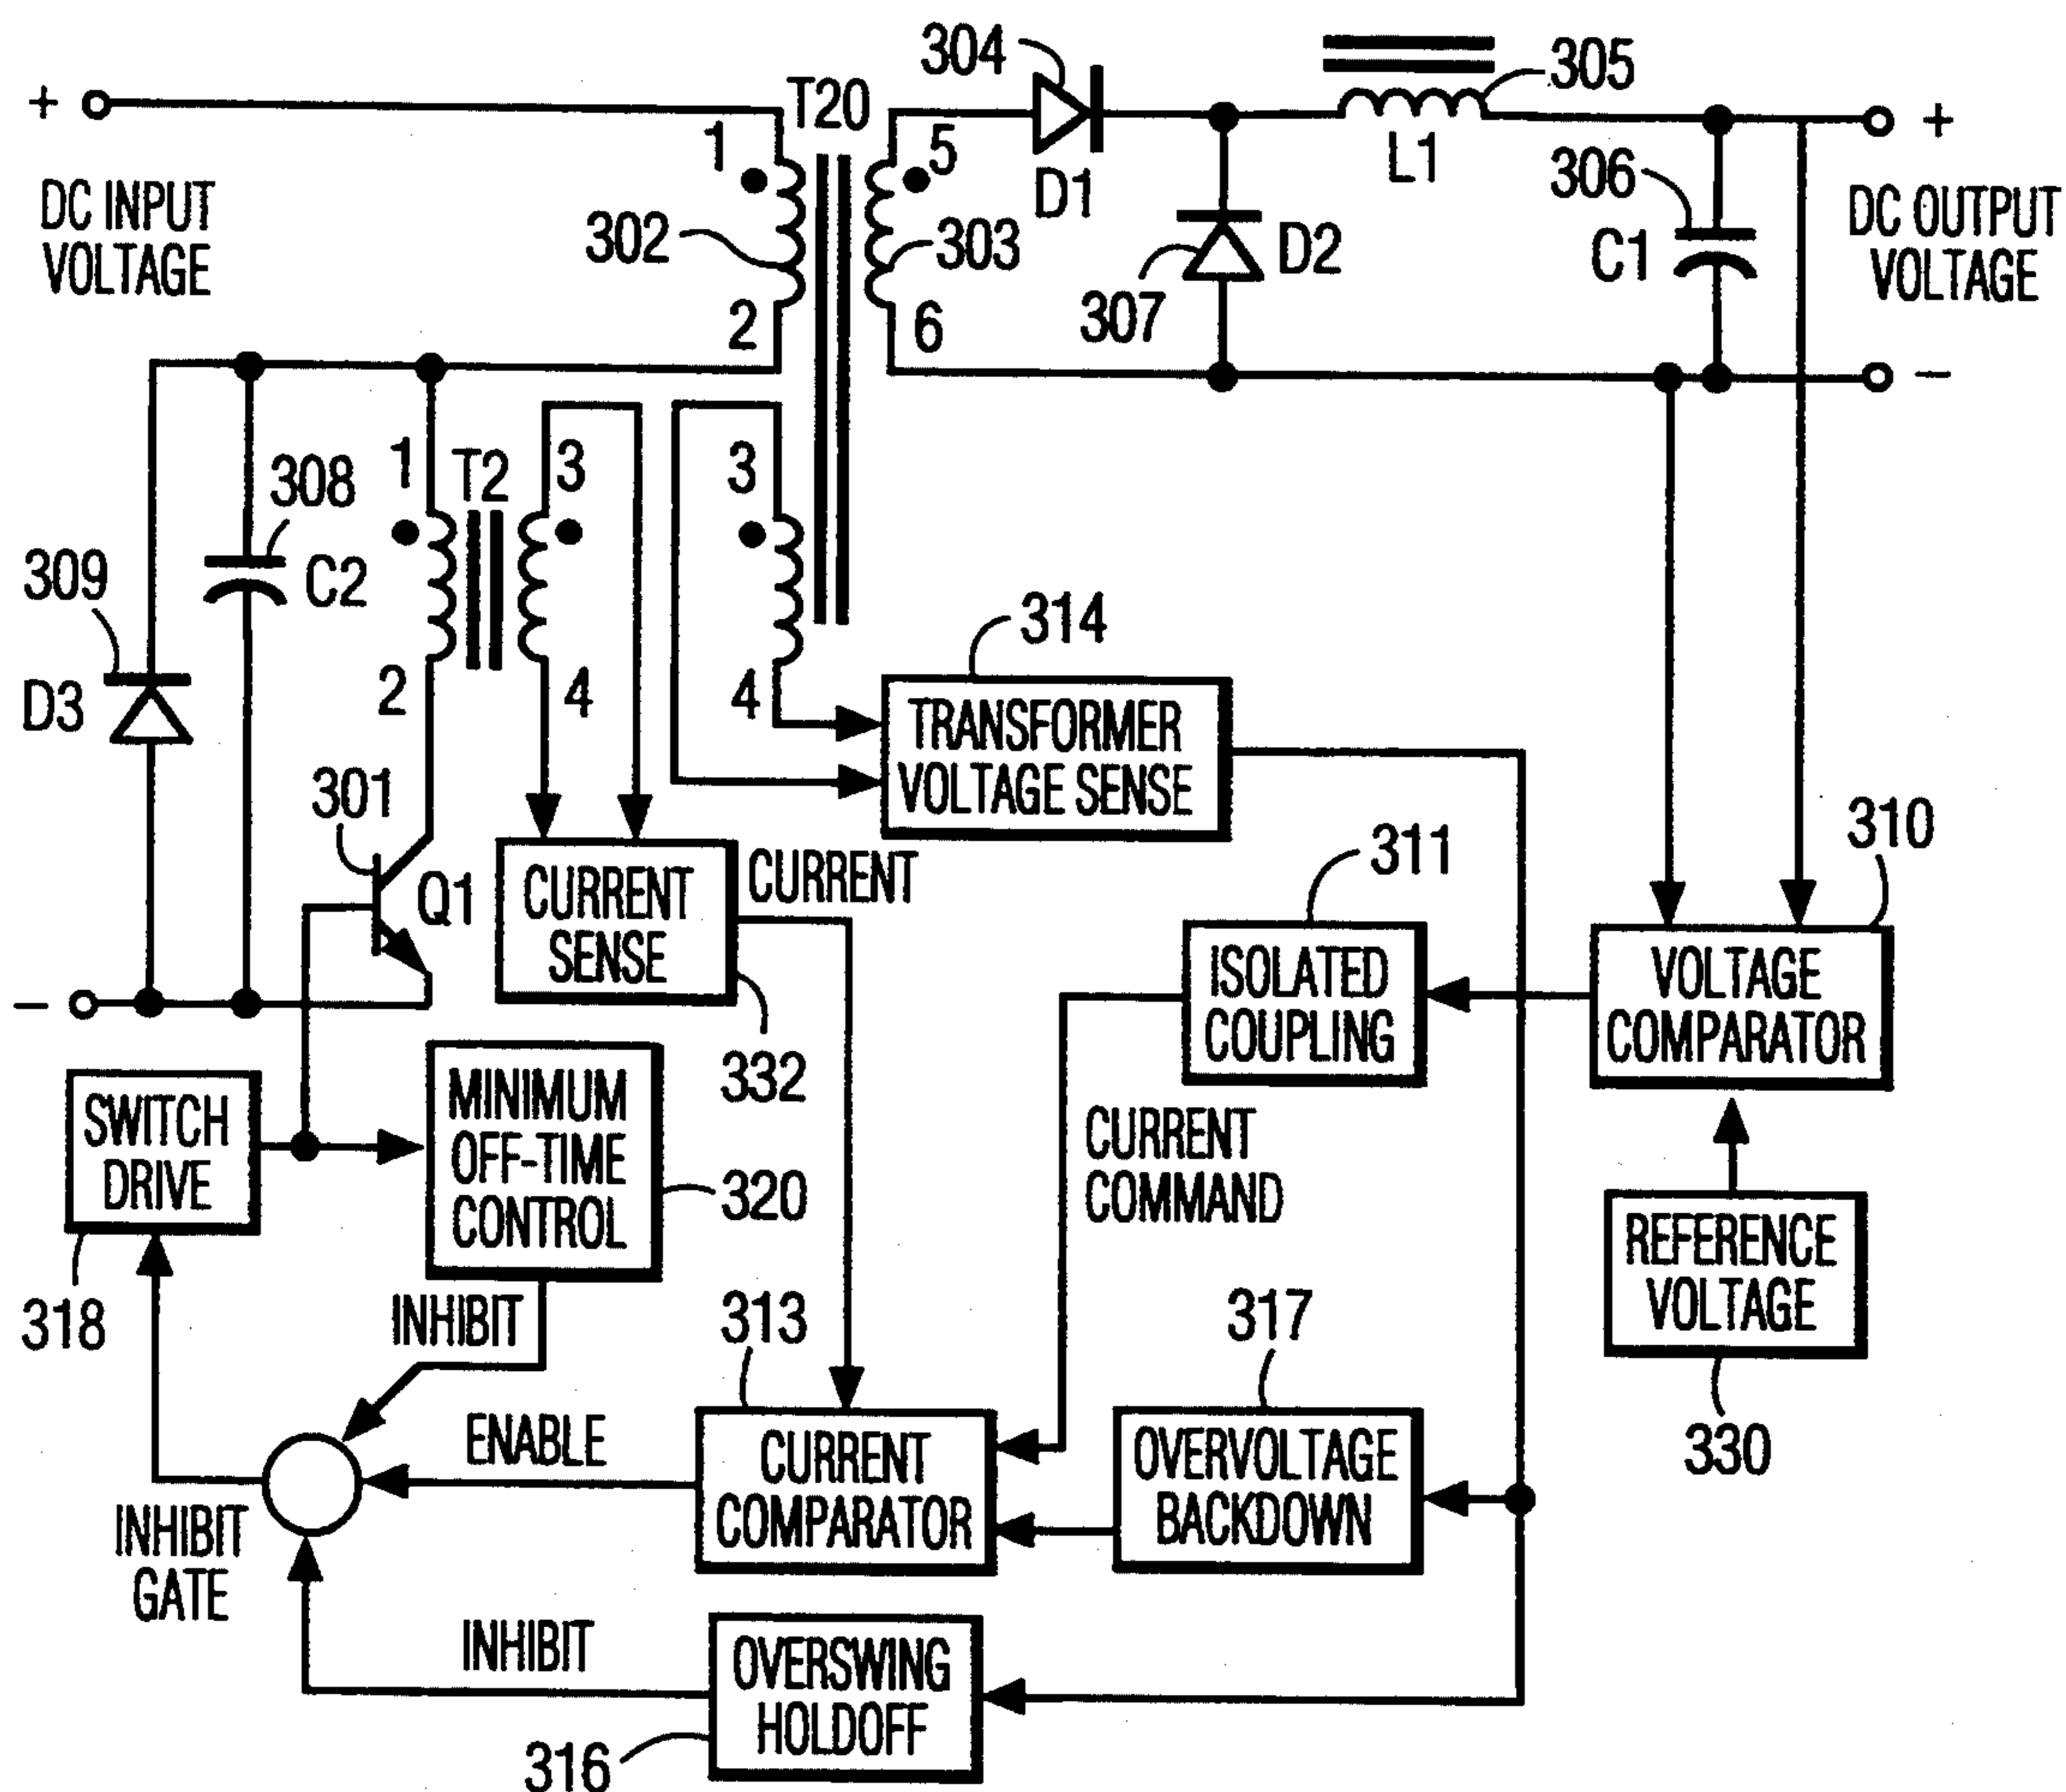 304
305
+
T20
1
5
+
D1
L1
DC INPUT
VOLTAGE
302
303
306
C1
DC OUTPUT
VOLTAGE
307
D2
2
6
−
1
T2
3
3
308
309
C2
314
2
4
4
D3
TRANSFORMER
VOLTAGE SENSE
301
Q1
CURRENT
SENSE
CURRENT
311
310
ISOLATED
COUPLING
VOLTAGE
COMPARATOR
−
332
SWITCH
DRIVE
MINIMUM
OFF-TIME
CONTROL
320
CURRENT
COMMAND
REFERENCE
VOLTAGE
318
INHIBIT
313
317
330
ENABLE
CURRENT
COMPARATOR
OVERVOLTAGE
BACKDOWN
INHIBIT
GATE
INHIBIT
OVERSWING
HOLDOFF
316